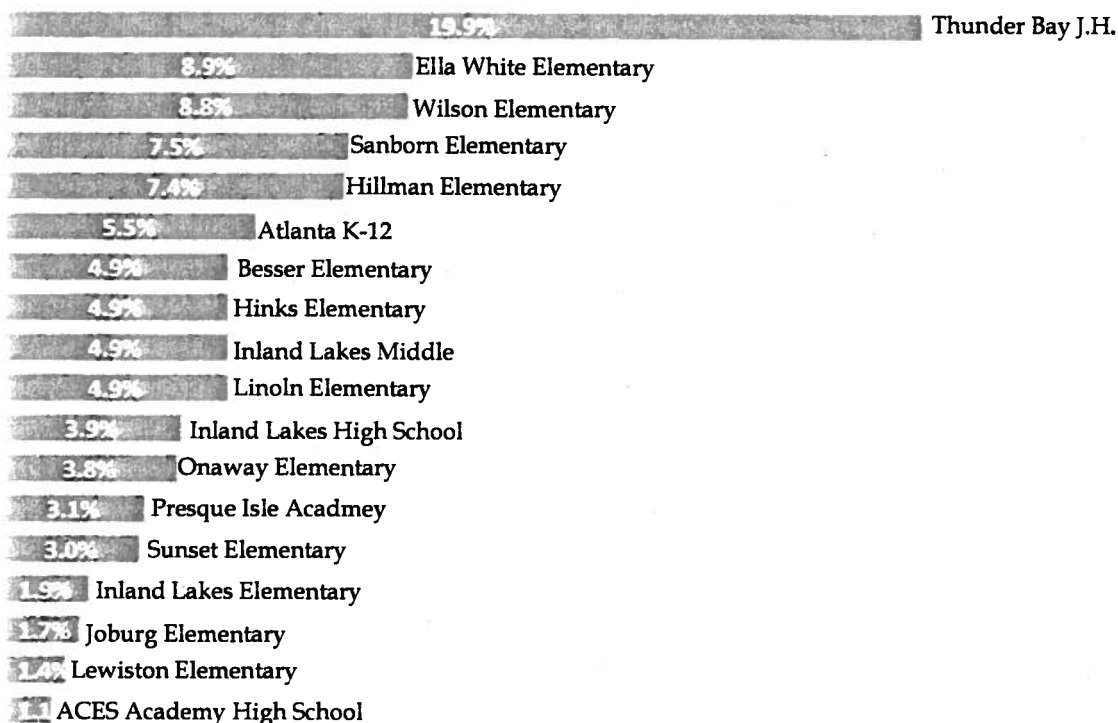 19.9% Thunder Bay J.H.
8.9% Ella White Elementary
8.8% Wilson Elementary
7.5% Sanborn Elementary
7.4% Hillman Elementary
5.5% Atlanta K-12
4.9% Besser Elementary
4.9% Hinks Elementary
4.9% Inland Lakes Middle
4.9% Linoln Elementary
3.9% Inland Lakes High School
3.8% Onaway Elementary
3.1% Presque Isle Acadmey
3.0% Sunset Elementary
1.9% Inland Lakes Elementary
1.7% Joburg Elementary
1.4% Lewiston Elementary
1.1 ACES Academy High School